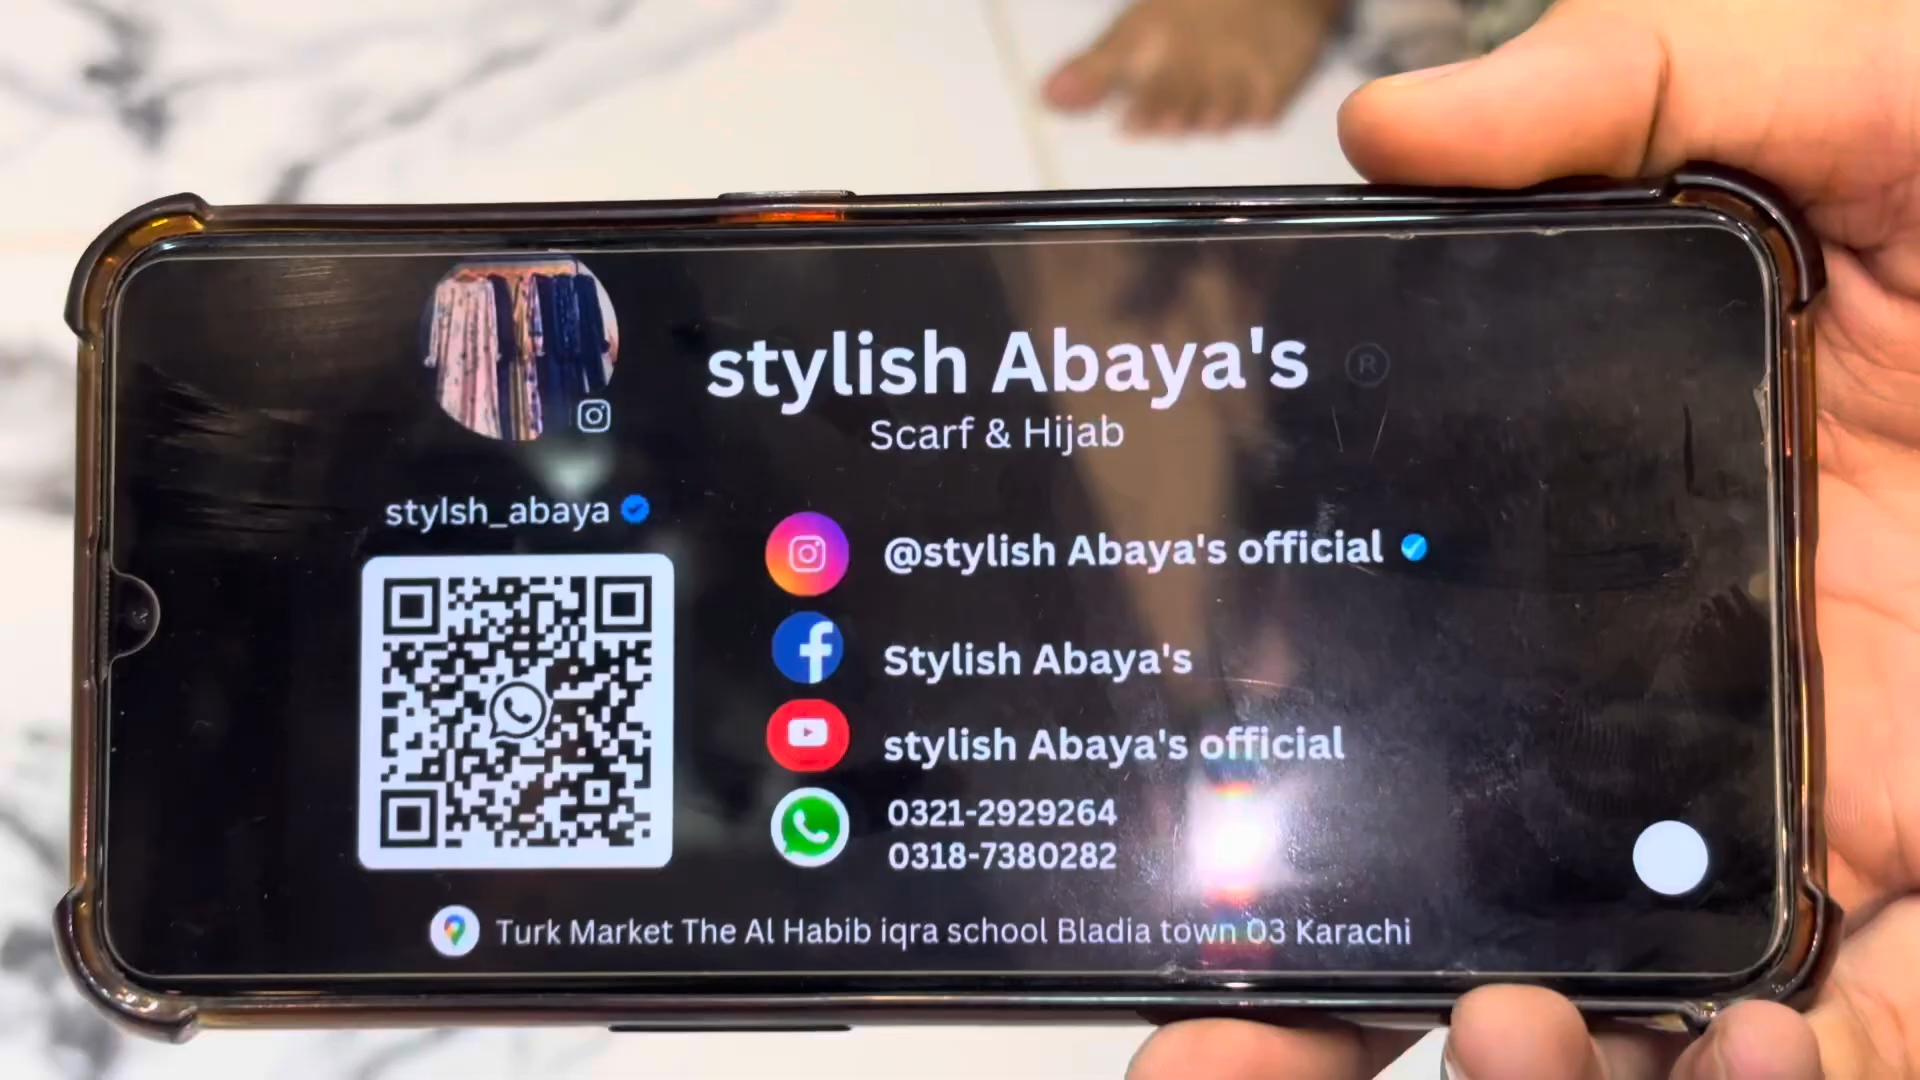 stylish Abaya's ®
Scarf & Hijab
stylsh_abaya
@stylish Abaya's official
Stylish Abaya's
stylish Abaya's official
0321-2929264
0318-7380282
Turk Market The Al Habib iqra school Bladia town 03 Karachi